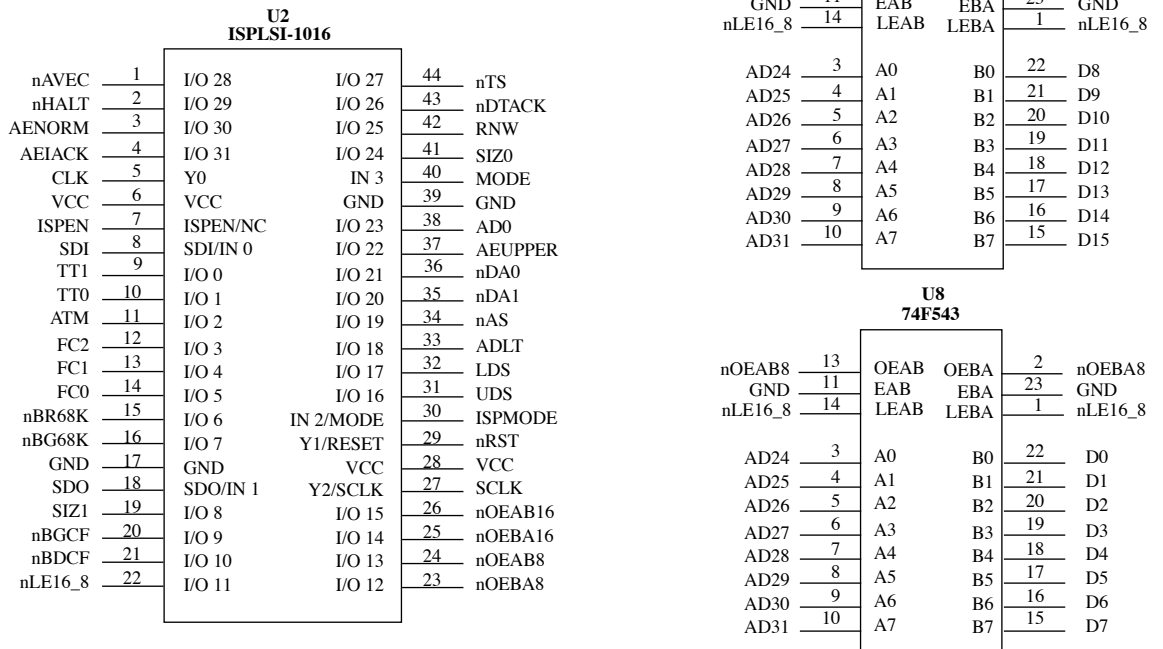 U2
ISPLSI-1016
nAVEC 1 I/O 28 I/O 27 44 nTS
nHALT 2 I/O 29 I/O 26 43 nDTACK
AENORM 3 I/O 30 I/O 25 42 RNW
AEIACK 4 I/O 31 I/O 24 41 SIZ0
CLK 5 Y0 IN 3 40 MODE
VCC 6 VCC GND 39 GND
ISPEN 7 ISPEN/NC I/O 23 38 AD0
SDI 8 SDI/IN 0 I/O 22 37 AEUPPER
TT1 9 I/O 0 I/O 21 36 nDA0
TT0 10 I/O 1 I/O 20 35 nDA1
ATM 11 I/O 2 I/O 19 34 nAS
FC2 12 I/O 3 I/O 18 33 ADLT
FC1 13 I/O 4 I/O 17 32 LDS
FC0 14 I/O 5 I/O 16 31 UDS
nBR68K 15 I/O 6 IN 2/MODE 30 ISPMODE
nBG68K 16 I/O 7 Y1/RESET 29 nRST
GND 17 GND VCC 28 VCC
SDO 18 SDO/IN 1 Y2/SCLK 27 SCLK
SIZ1 19 I/O 8 I/O 15 26 nOEAB16
nBGCF 20 I/O 9 I/O 14 25 nOEBA16
nBDCF 21 I/O 10 I/O 13 24 nOEAB8
nLE16_8 22 I/O 11 I/O 12 23 nOEBA8
GND 11 EAB EBA 23 GND
nLE16_8 14 LEAB LEBA 1 nLE16_8
AD24 3 A0 B0 22 D8
AD25 4 A1 B1 21 D9
AD26 5 A2 B2 20 D10
AD27 6 A3 B3 19 D11
AD28 7 A4 B4 18 D12
AD29 8 A5 B5 17 D13
AD30 9 A6 B6 16 D14
AD31 10 A7 B7 15 D15
U8
74F543
nOEAB8 13 OEAB OEBA 2 nOEBA8
GND 11 EAB EBA 23 GND
nLE16_8 14 LEAB LEBA 1 nLE16_8
AD24 3 A0 B0 22 D0
AD25 4 A1 B1 21 D1
AD26 5 A2 B2 20 D2
AD27 6 A3 B3 19 D3
AD28 7 A4 B4 18 D4
AD29 8 A5 B5 17 D5
AD30 9 A6 B6 16 D6
AD31 10 A7 B7 15 D7